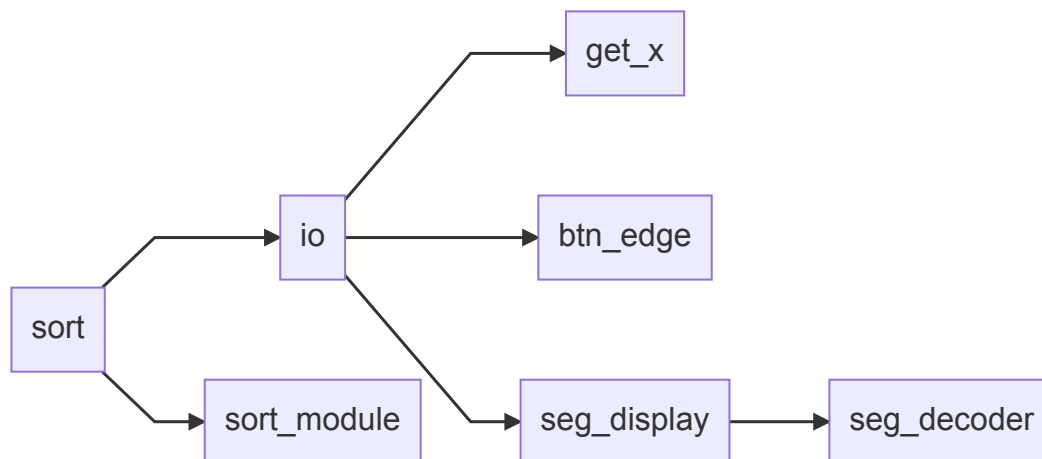 get_x
io
btn_edge
sort
sort_module
seg_display
seg_decoder